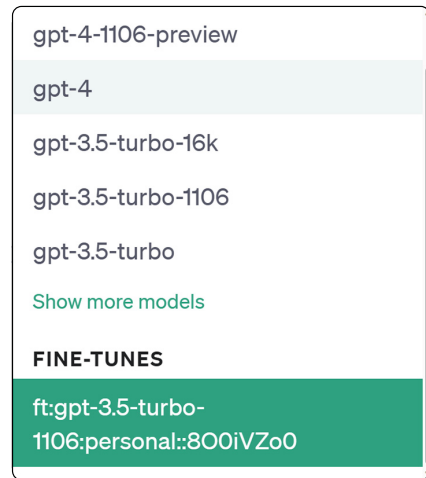 gpt-4-1106-preview
gpt-4
gpt-3.5-turbo-16k
gpt-3.5-turbo-1106
gpt-3.5-turbo
Show more models
FINE-TUNES
ft:gpt-3.5-turbo-
1106:personal::8O0iVZo0